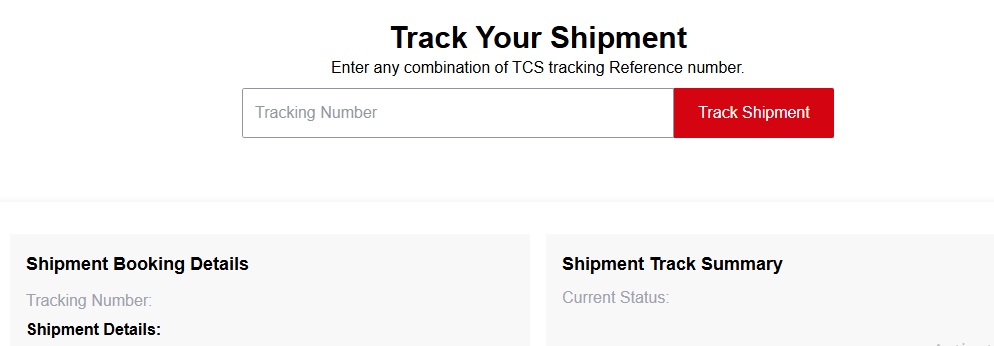 Track Your Shipment
Enter any combination of TCS tracking Reference number.
Tracking Number
Track Shipment
Shipment Booking Details
Tracking Number:
Shipment Details:
Shipment Track Summary
Current Status: